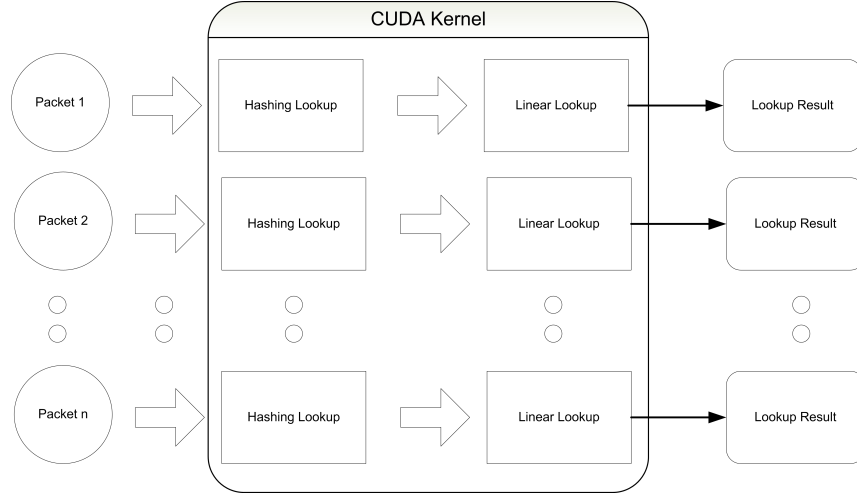 CUDA Kernel
Packet 1
Hashing Lookup
Linear Lookup
Lookup Result
Packet 2
Hashing Lookup
Linear Lookup
Lookup Result
Packet n
Hashing Lookup
Linear Lookup
Lookup Result